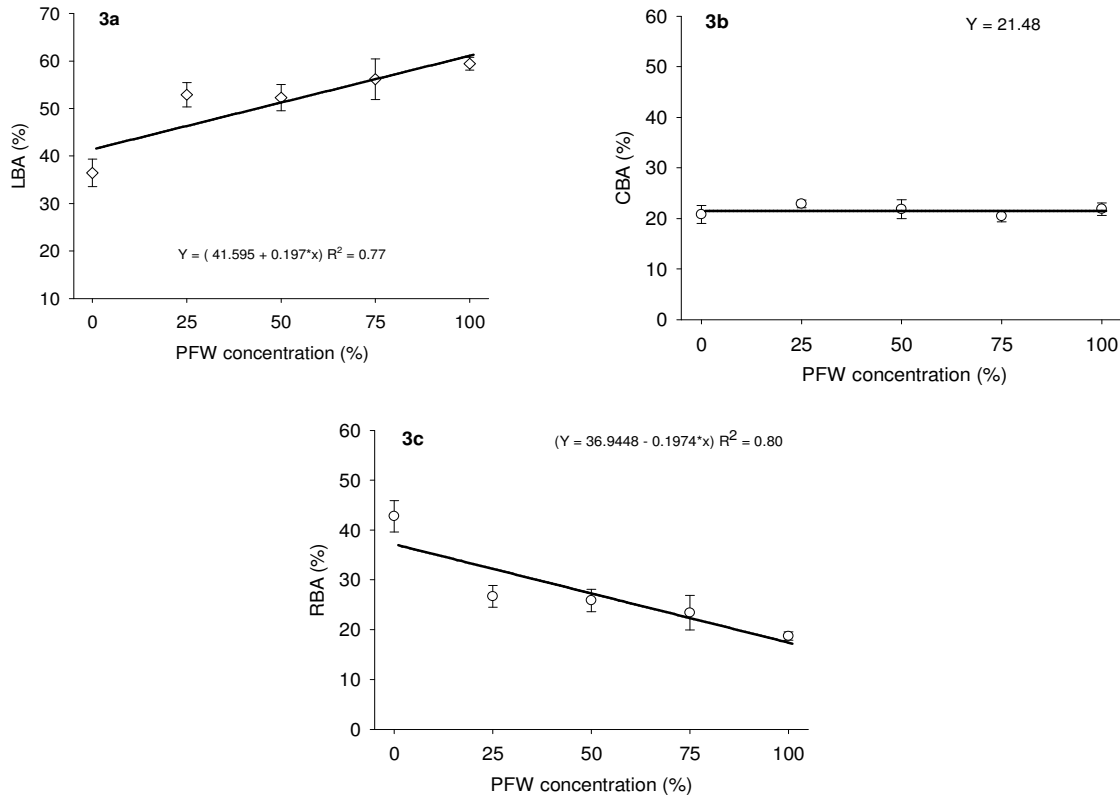 3a
70
60
50
40
30
20
10
LBA (%)
Y = ( 41.595 + 0.197*x) R² = 0.77
0 25 50 75 100
PFW concentration (%)
3b
Y = 21.48
60
50
40
30
20
10
0
CBA (%)
0 25 50 75 100
PFW concentration (%)
3c
(Y = 36.9448 - 0.1974*x) R² = 0.80
60
50
40
30
20
10
0
RBA (%)
0 25 50 75 100
PFW concentration (%)